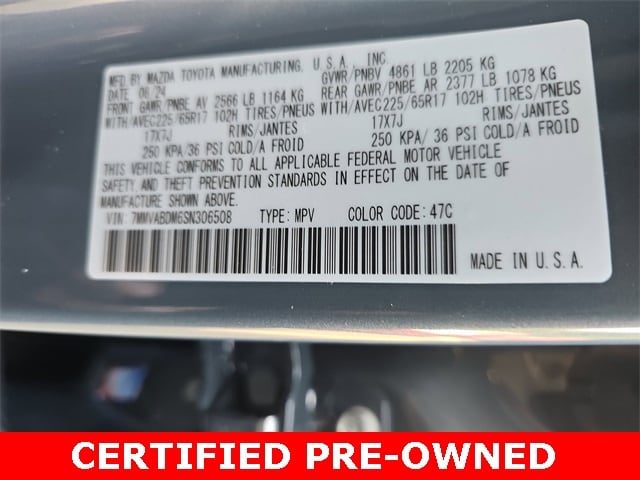 MFD BY MAZDA TOYOTA MANUFACTURING, U.S.A., INC.
DATE 08/24 GVWR/PNBV 4861 LB 2205 KG
FRONT GAWR/PNBE AV 2566 LB 1164 KG REAR GAWR/PNBE AR 2377 LB 1078 KG
WITH/AVEC225/65R17 102H TIRES/PNEUS WITH/AVEC225/65R17 102H TIRES/PNEUS
17X7J RIMS/JANTES 17X7J RIMS/JANTES
250 KPA/36 PSI COLD/A FROID 250 KPA/36 PSI COLD/A FROID
THIS VEHICLE CONFORMS TO ALL APPLICABLE FEDERAL MOTOR VEHICLE
SAFETY, AND THEFT PREVENTION STANDARDS IN EFFECT ON THE DATE OF
MANUFACTURE SHOWN ABOVE.
VIN: 7MMVABDM6SN306508 TYPE: MPV COLOR CODE: 47C
MADE IN U.S.A.
CERTIFIED PRE-OWNED